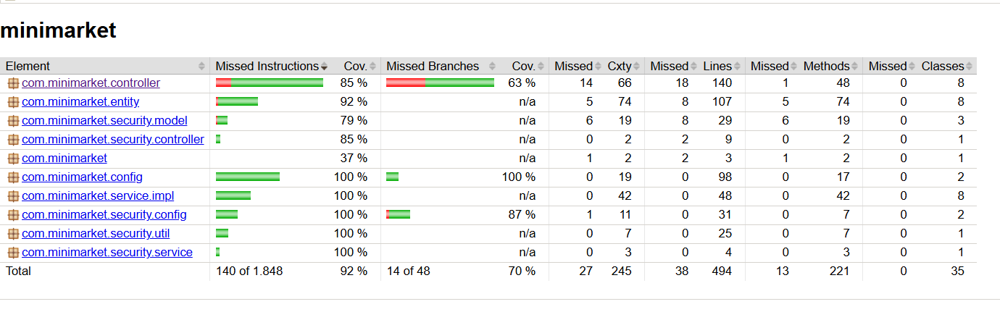 minimarket
Element Missed Instructions Cov. Missed Branches Cov. Missed Cxty Missed Lines Missed Methods Missed Classes
com.minimarket.controller 85 % 63 % 14 66 18 140 1 48 0 8
com.minimarket.entity 92 % n/a 5 74 8 107 5 74 0 8
com.minimarket.security.model 79 % n/a 6 19 8 29 6 19 0 3
com.minimarket.security.controller 85 % n/a 0 2 2 9 0 2 0 1
com.minimarket 37 % n/a 1 2 2 3 1 2 0 1
com.minimarket.config 100 % 100 % 0 19 0 98 0 17 0 2
com.minimarket.service.impl 100 % n/a 0 42 0 48 0 42 0 8
com.minimarket.security.config 100 % 87 % 1 11 0 31 0 7 0 2
com.minimarket.security.util 100 % n/a 0 7 0 25 0 7 0 1
com.minimarket.security.service 100 % n/a 0 3 0 4 0 3 0 1
Total 140 of 1.848 92 % 14 of 48 70 % 27 245 38 494 13 221 0 35